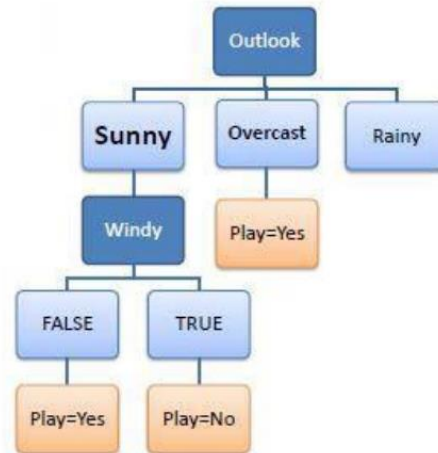 Outlook
Sunny
Overcast
Rainy
Windy
Play=Yes
FALSE
TRUE
Play=Yes
Play=No